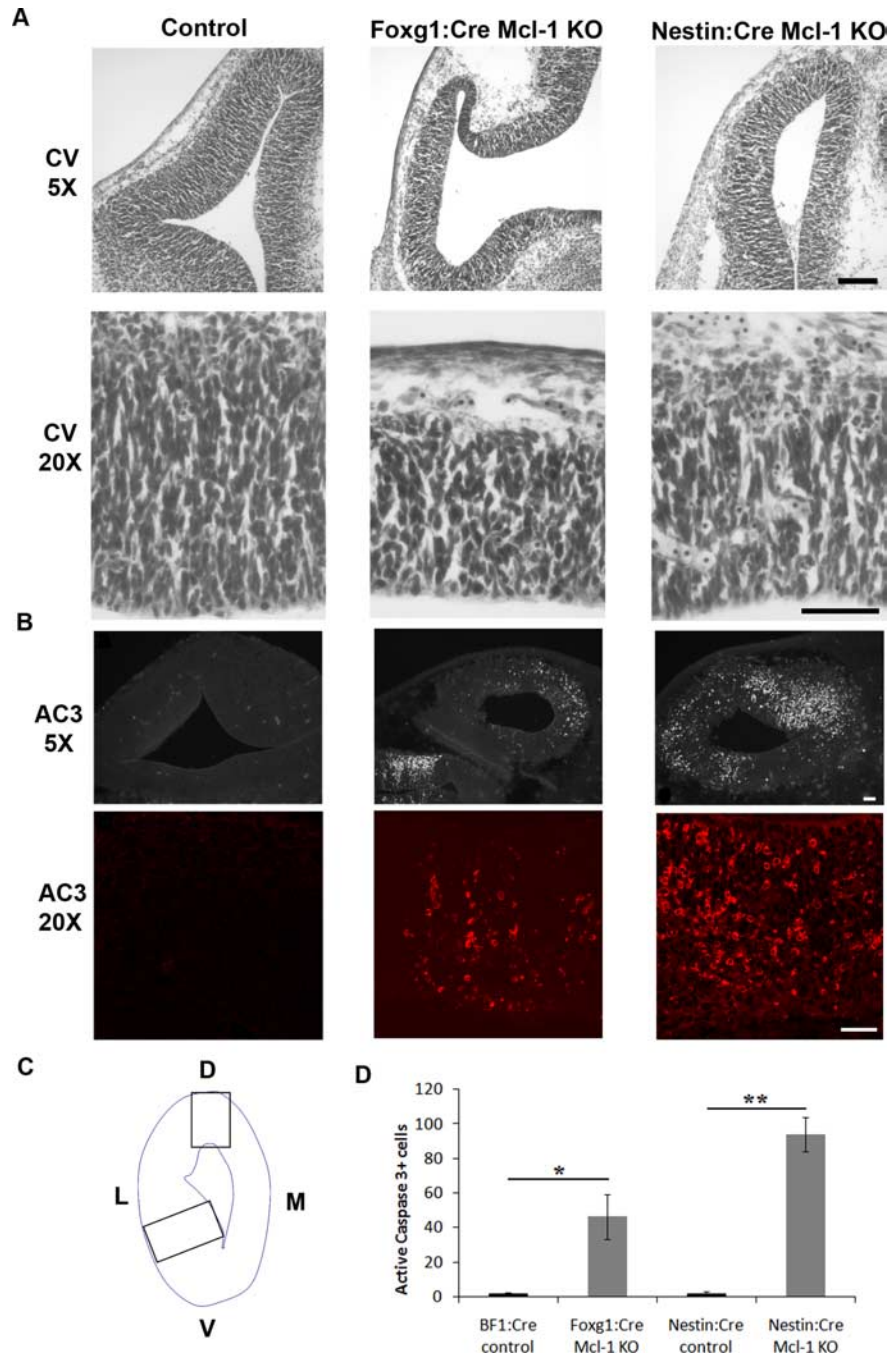 A
Control
Foxg1:Cre Mcl-1 KO
Nestin:Cre Mcl-1 KO
CV
5X
CV
20X
B
AC3
5X
AC3
20X
C
D
L
M
V
D
Active Caspase 3+ cells
120
100
80
60
40
20
0
*
**
BF1:Cre
control
Foxg1:Cre
Mcl-1 KO
Nestin:Cre
control
Nestin:Cre
Mcl-1 KO